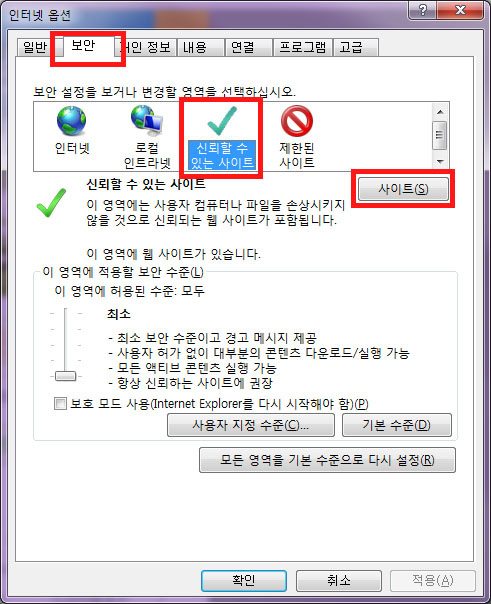 인터넷 옵션
일반 보안 개인 정보 내용 연결 프로그램 고급
보안 설정을 보거나 변경할 영역을 선택하십시오.
인터넷 로컬 인트라넷 신뢰할 수 있는 사이트 제한된 사이트
신뢰할 수 있는 사이트
사이트(S)
이 영역에는 사용자 컴퓨터나 파일을 손상시키지
않을 것으로 신뢰되는 웹 사이트가 포함됩니다.
이 영역에 웹 사이트가 있습니다.
이 영역에 적용할 보안 수준(L)
이 영역에 허용된 수준: 모두
최소
- 최소 보안 수준이고 경고 메시지 제공
- 사용자 허가 없이 대부분의 콘텐츠 다운로드/실행 가능
- 모든 액티브 콘텐츠 실행 가능
- 항상 신뢰하는 사이트에 권장
보호 모드 사용(Internet Explorer를 다시 시작해야 함)(P)
사용자 지정 수준(C)... 기본 수준(D)
모든 영역을 기본 수준으로 다시 설정(R)
확인 취소 적용(A)